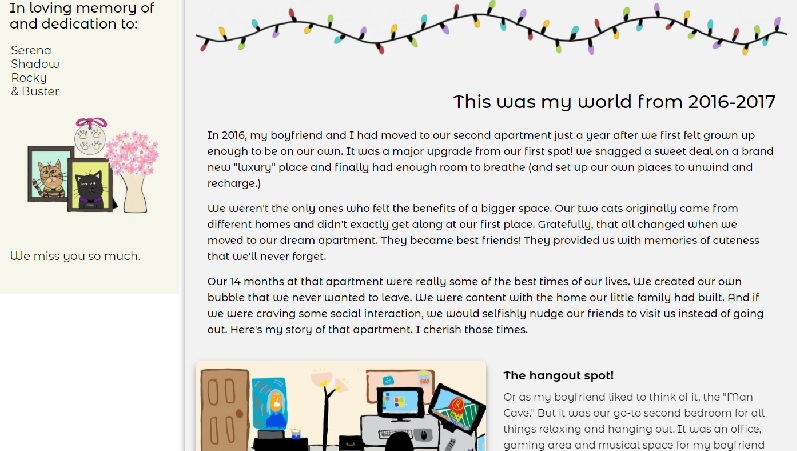 In loving memory of
and dedication to:
Serena
Shadow
Rocky
& Buster
We miss you so much.
This was my world from 2016-2017
In 2016, my boyfriend and I had moved to our second apartment just a year after we first felt grown up
enough to be on our own. It was a major upgrade from our first spot! we snagged a sweet deal on a brand
new "luxury" place and finally had enough room to breathe (and set up our own places to unwind and
recharge.)
We weren't the only ones who felt the benefits of a bigger space. Our two cats originally came from
different homes and didn't exactly get along at our first place. Gratefully, that all changed when we
moved to our dream apartment. They became best friends! They provided us with memories of cuteness
that we'll never forget.
Our 14 months at that apartment were really some of the best times of our lives. We created our own
bubble that we never wanted to leave. We were content with the home our little family had built. And if
we were craving some social interaction, we would selfishly nudge our friends to visit us instead of going
out. Here's my story of that apartment. I cherish those times.
The hangout spot!
Or as my boyfriend liked to think of it, the "Man
Cave." But it was our go-to second bedroom for all
things relaxing and hanging out. It was an office,
gaming area and musical space for my boyfriend